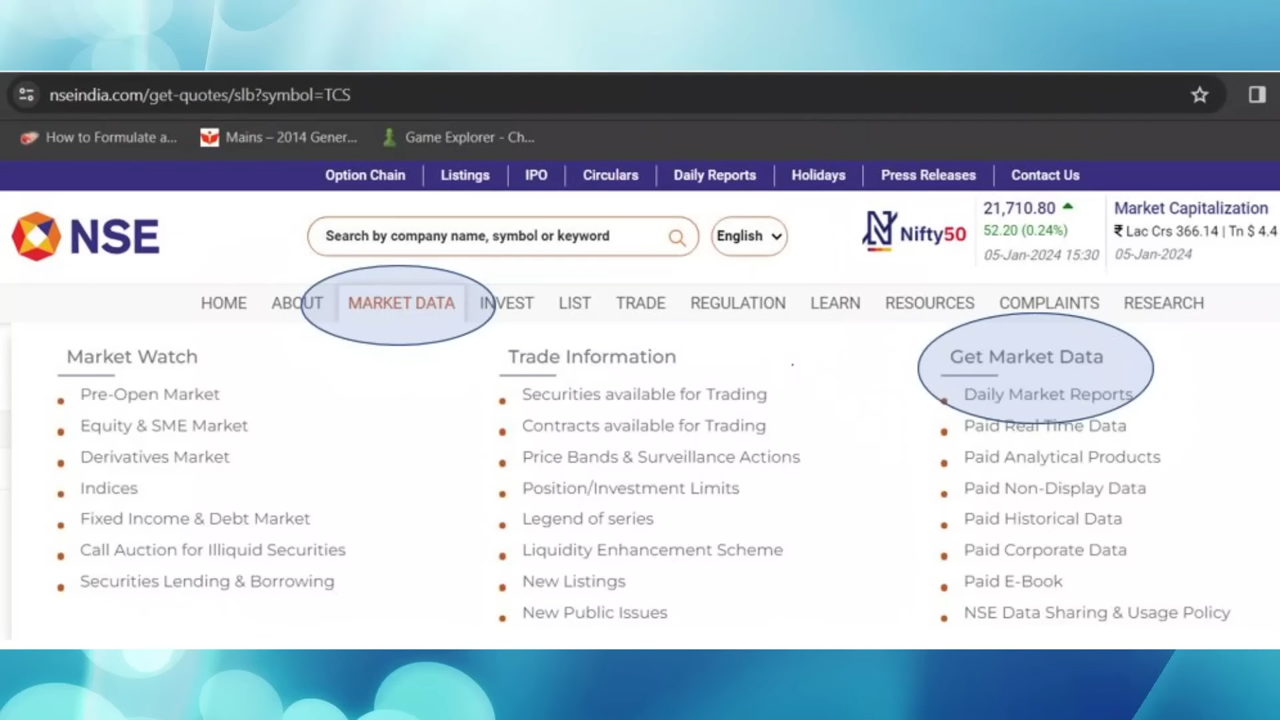 nseindia.com/get-quotes/slb?symbol=TCS
How to Formulate a... Mains – 2014 Gener... Game Explorer - Ch...
Option Chain Listings IPO Circulars Daily Reports Holidays Press Releases Contact Us
NSE
Search by company name, symbol or keyword
English
Nifty50
21,710.80
52.20 (0.24%)
05-Jan-2024 15:30
Market Capitalization
₹ Lac Crs 366.14 | Tn $ 4.4
05-Jan-2024
HOME ABOUT MARKET DATA INVEST LIST TRADE REGULATION LEARN RESOURCES COMPLAINTS RESEARCH
Market Watch
Pre-Open Market
Equity & SME Market
Derivatives Market
Indices
Fixed Income & Debt Market
Call Auction for Illiquid Securities
Securities Lending & Borrowing
Trade Information
Securities available for Trading
Contracts available for Trading
Price Bands & Surveillance Actions
Position/Investment Limits
Legend of series
Liquidity Enhancement Scheme
New Listings
New Public Issues
Get Market Data
Daily Market Reports
Paid Real Time Data
Paid Analytical Products
Paid Non-Display Data
Paid Historical Data
Paid Corporate Data
Paid E-Book
NSE Data Sharing & Usage Policy